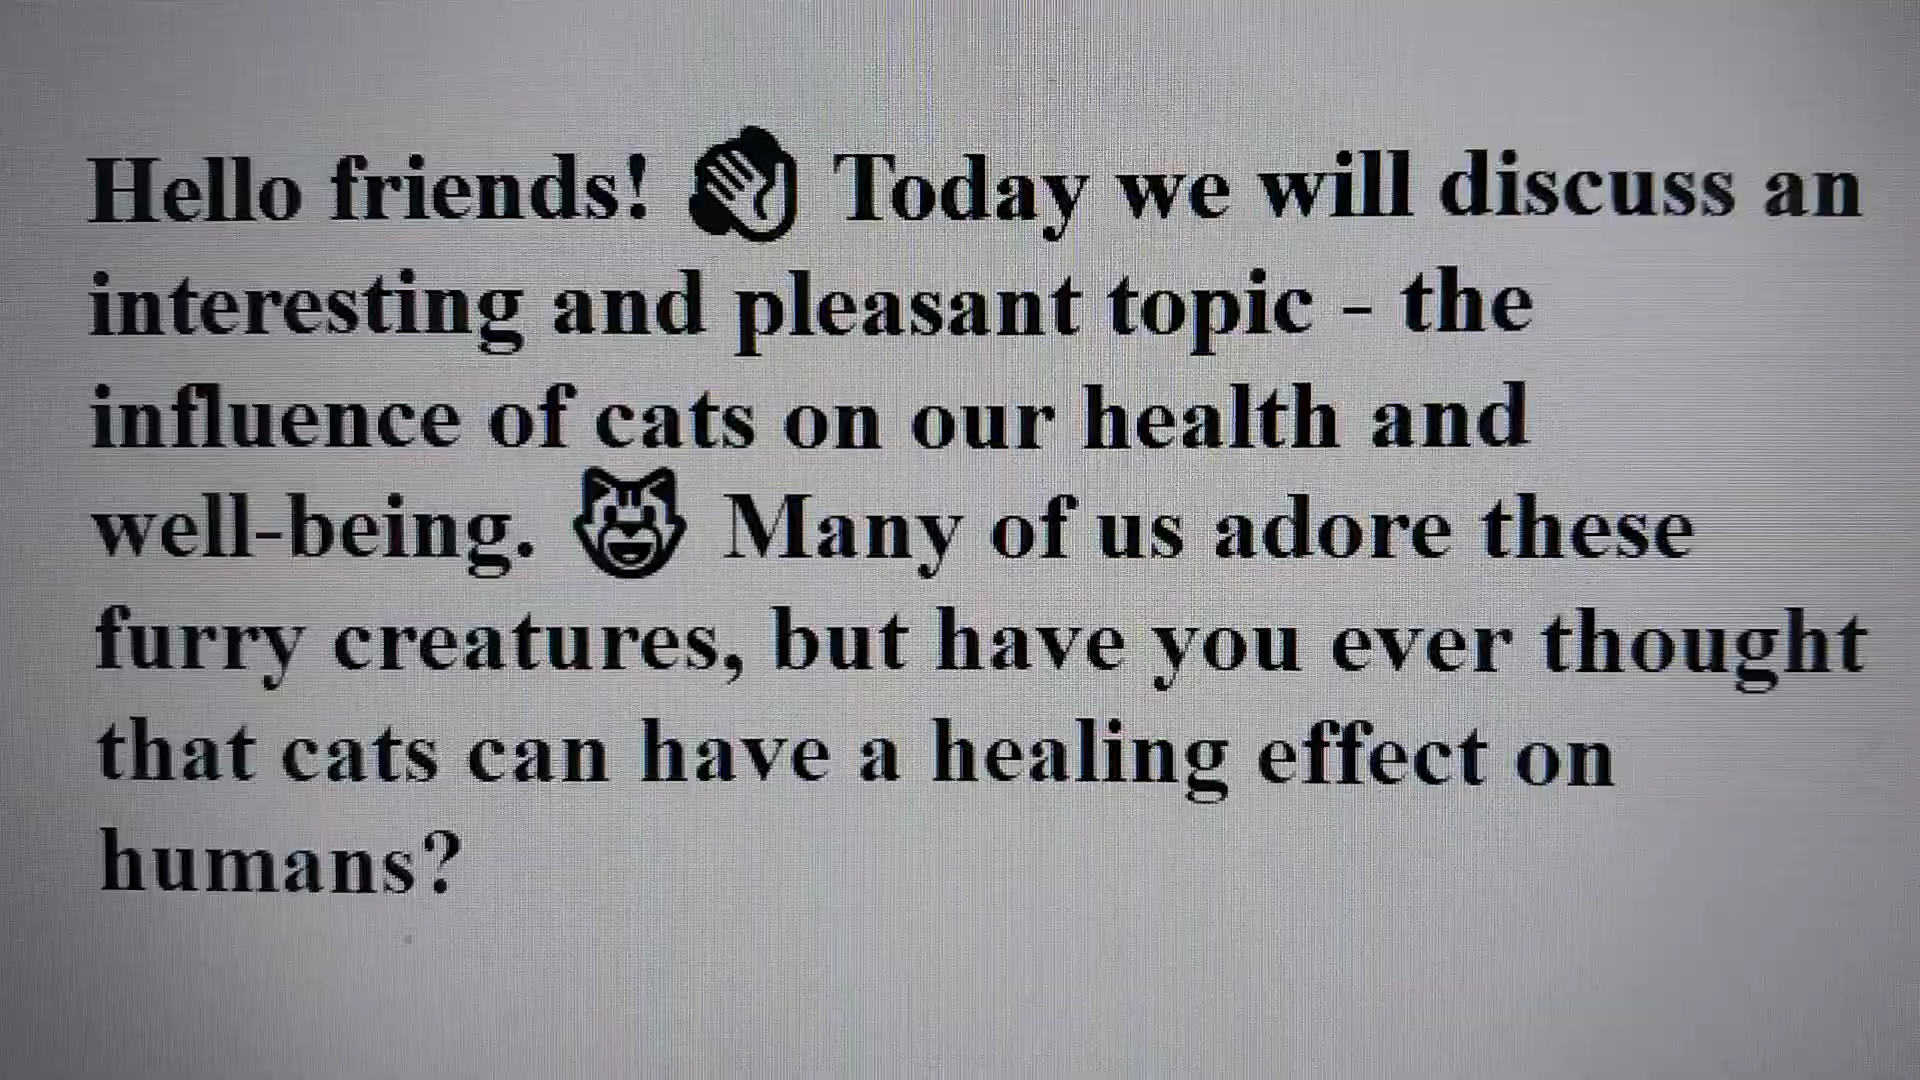 Hello friends! 👋 Today we will discuss an
interesting and pleasant topic - the
influence of cats on our health and
well-being. 😺 Many of us adore these
furry creatures, but have you ever thought
that cats can have a healing effect on
humans?